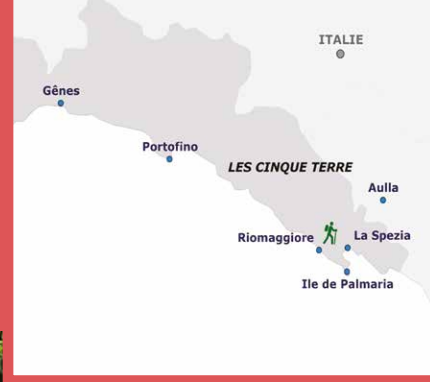 ITALIE
Gênes
Portofino
LES CINQUE TERRE
Aulla
Riomaggiore
La Spezia
Ile de Palmaria